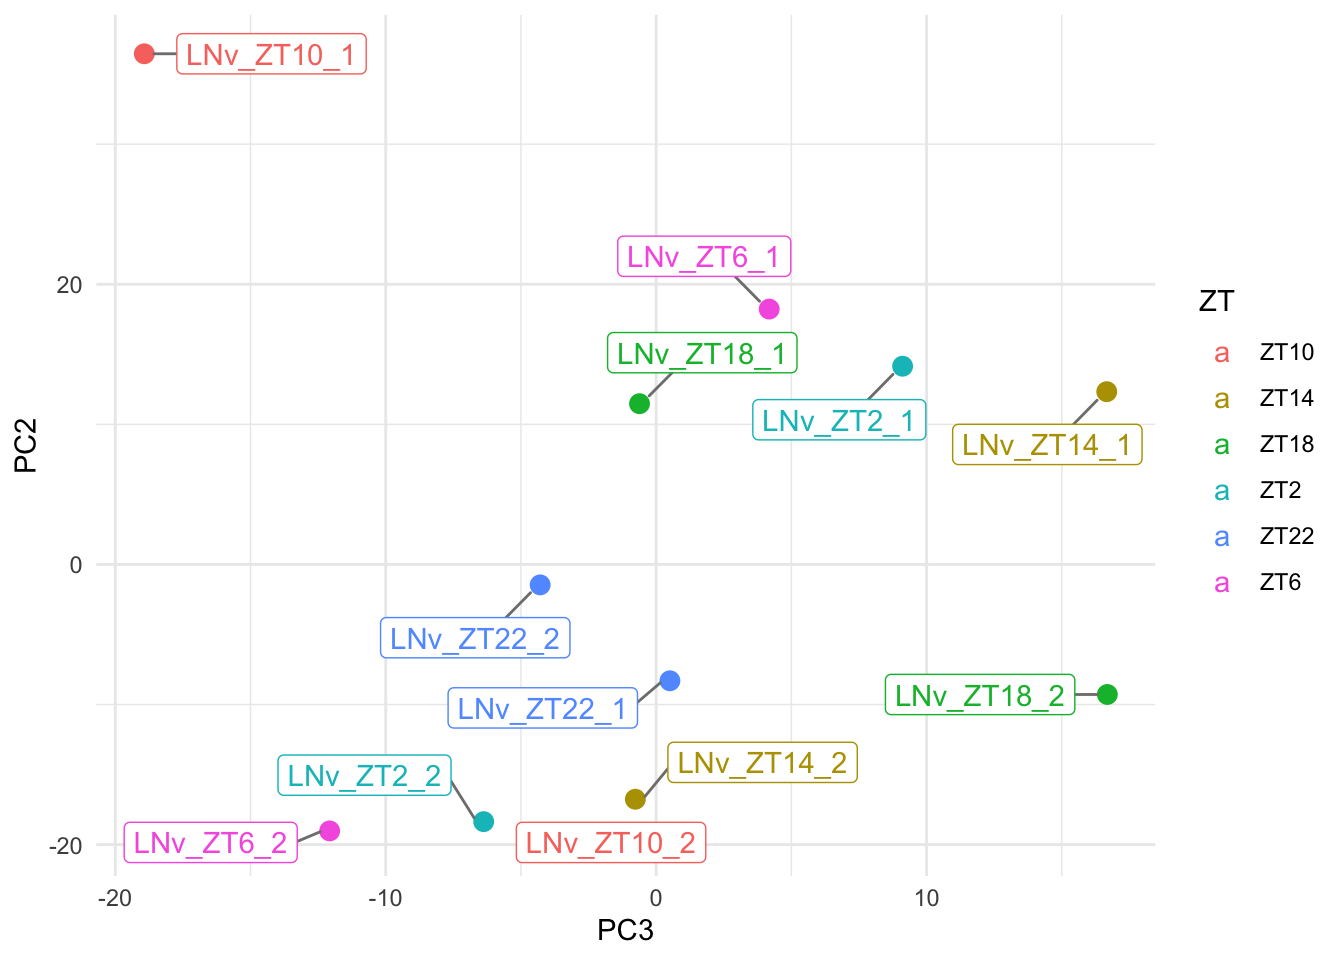 LNv_ZT10_1
LNv_ZT6_1
LNv_ZT18_1
LNv_ZT2_1
LNv_ZT14_1
LNv_ZT22_2
LNv_ZT22_1
LNv_ZT18_2
LNv_ZT14_2
LNv_ZT2_2
LNv_ZT6_2
LNv_ZT10_2
20
0
-20
PC2
-20 -10 0 10
PC3
ZT
a ZT10
a ZT14
a ZT18
a ZT2
a ZT22
a ZT6